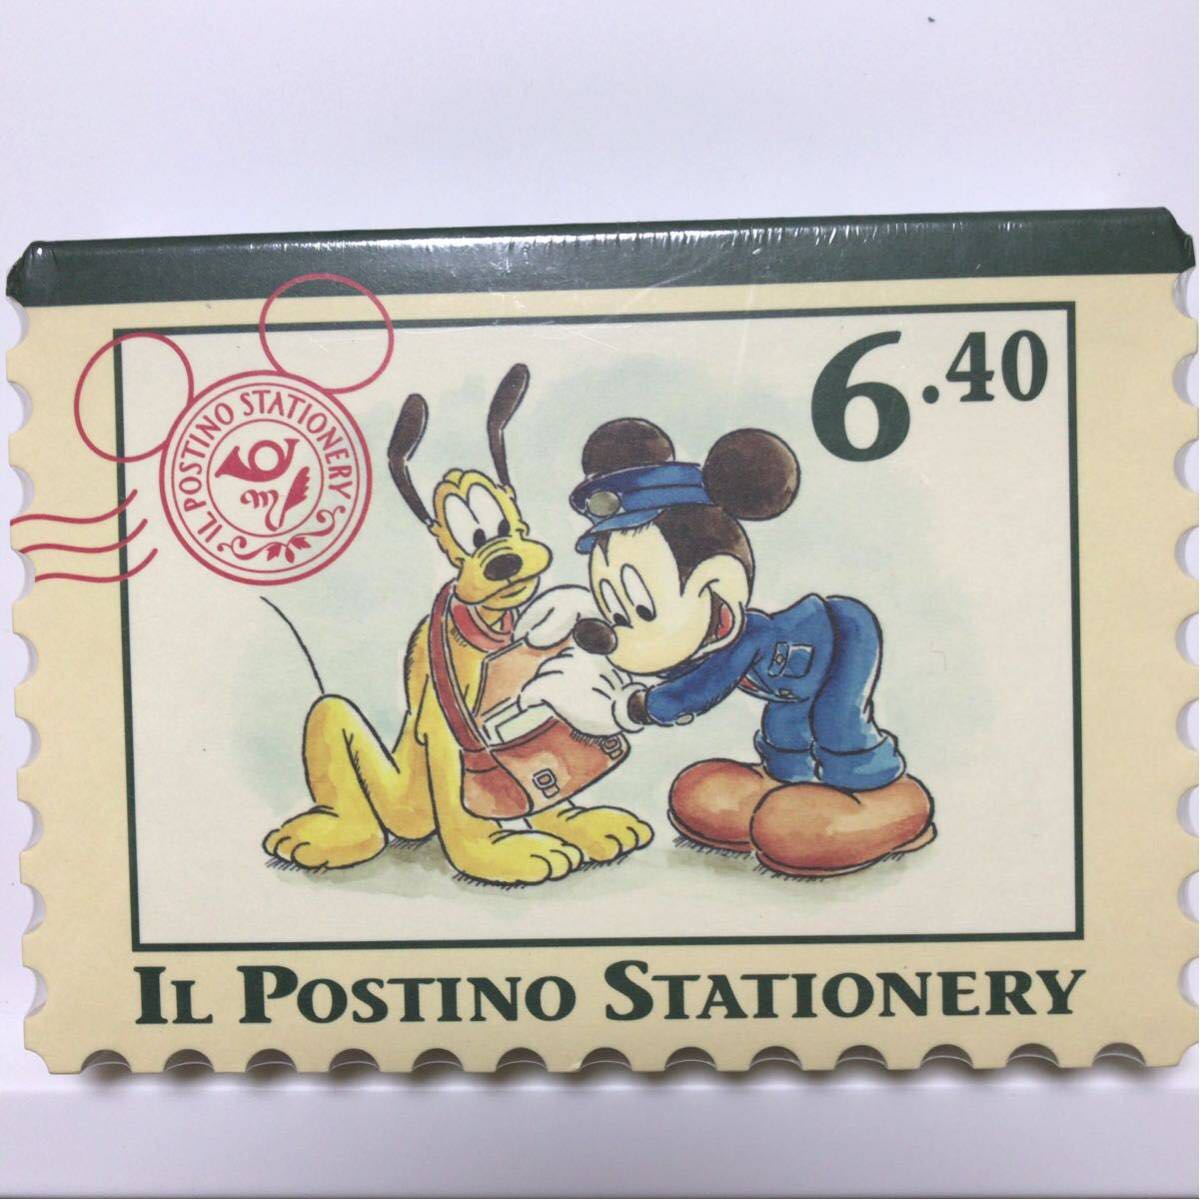 6.40
IL POSTINO STATIONERY
IL POSTINO STATIONERY